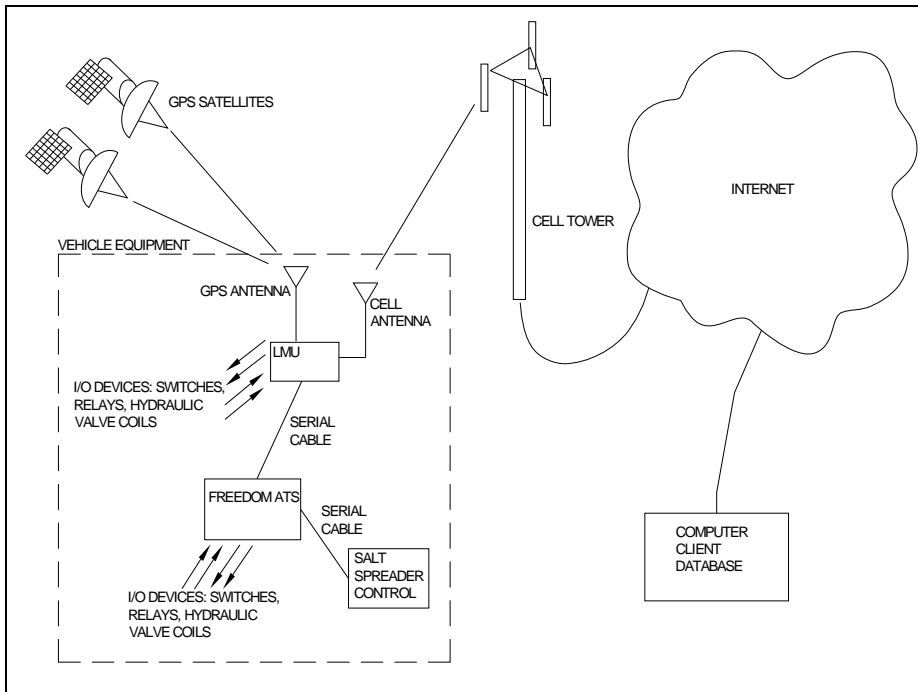 GPS SATELLITES
INTERNET
CELL TOWER
VEHICLE EQUIPMENT
GPS ANTENNA
CELL
ANTENNA
LMU
I/O DEVICES: SWITCHES,
RELAYS, HYDRAULIC
VALVE COILS
SERIAL
CABLE
FREEDOM ATS
SERIAL
CABLE
SALT
SPREADER
CONTROL
I/O DEVICES: SWITCHES,
RELAYS, HYDRAULIC
VALVE COILS
COMPUTER
CLIENT
DATABASE